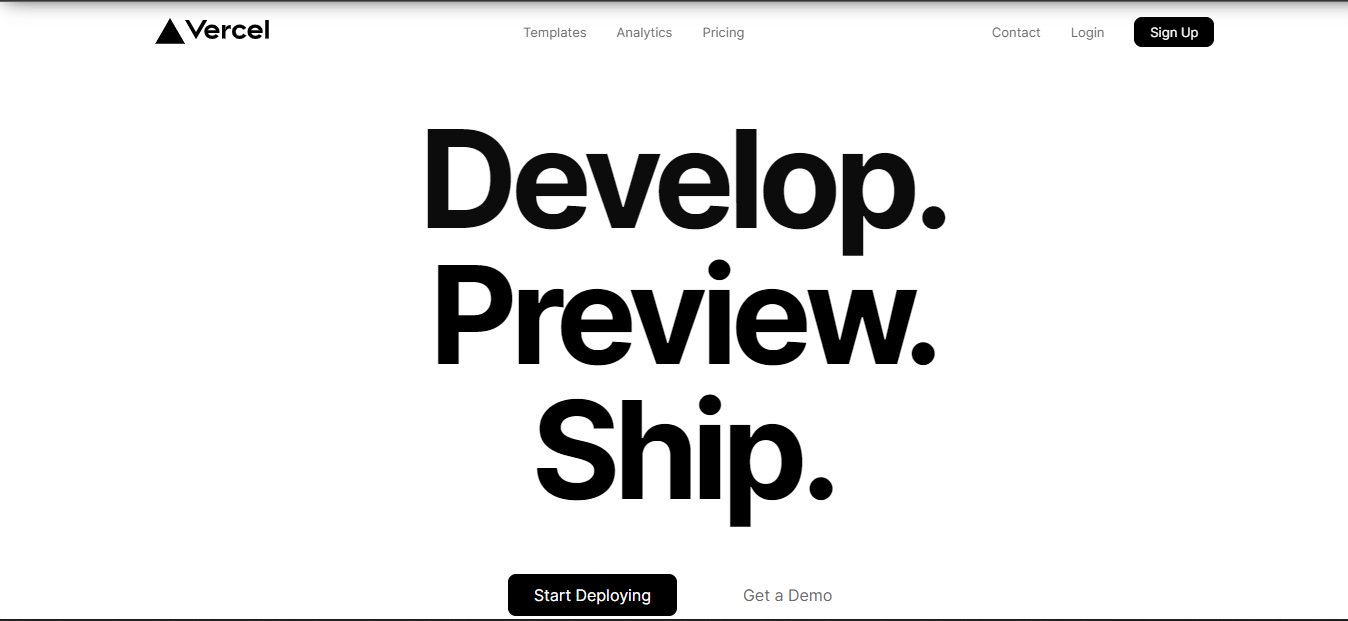 Vercel Templates Analytics Pricing Contact Login Sign Up
Develop.
Preview.
Ship.
Start Deploying Get a Demo